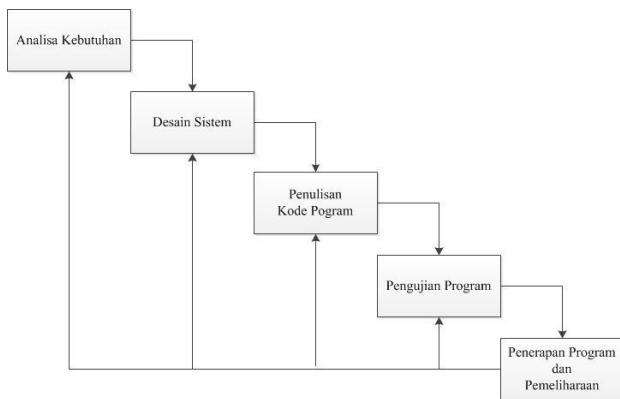 Analisa Kebutuhan
Desain Sistem
Penulisan
Kode Pogram
Pengujian Program
Penerapan Program
dan
Pemeliharaan